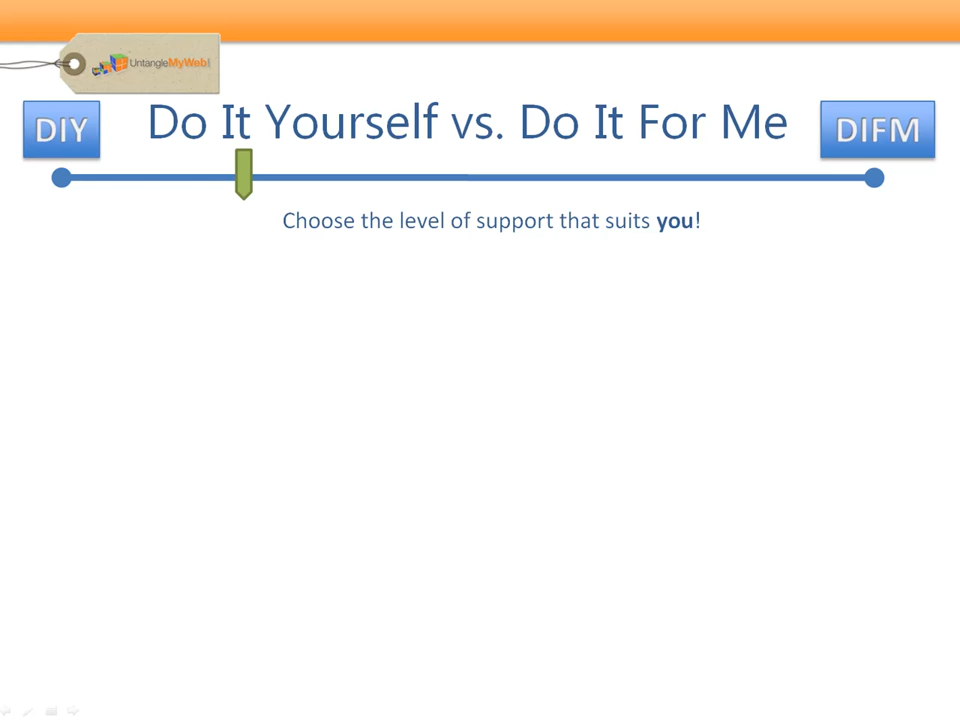 UntangleMyWeb!
DIY
Do It Yourself vs. Do It For Me
DIFM
Choose the level of support that suits you!